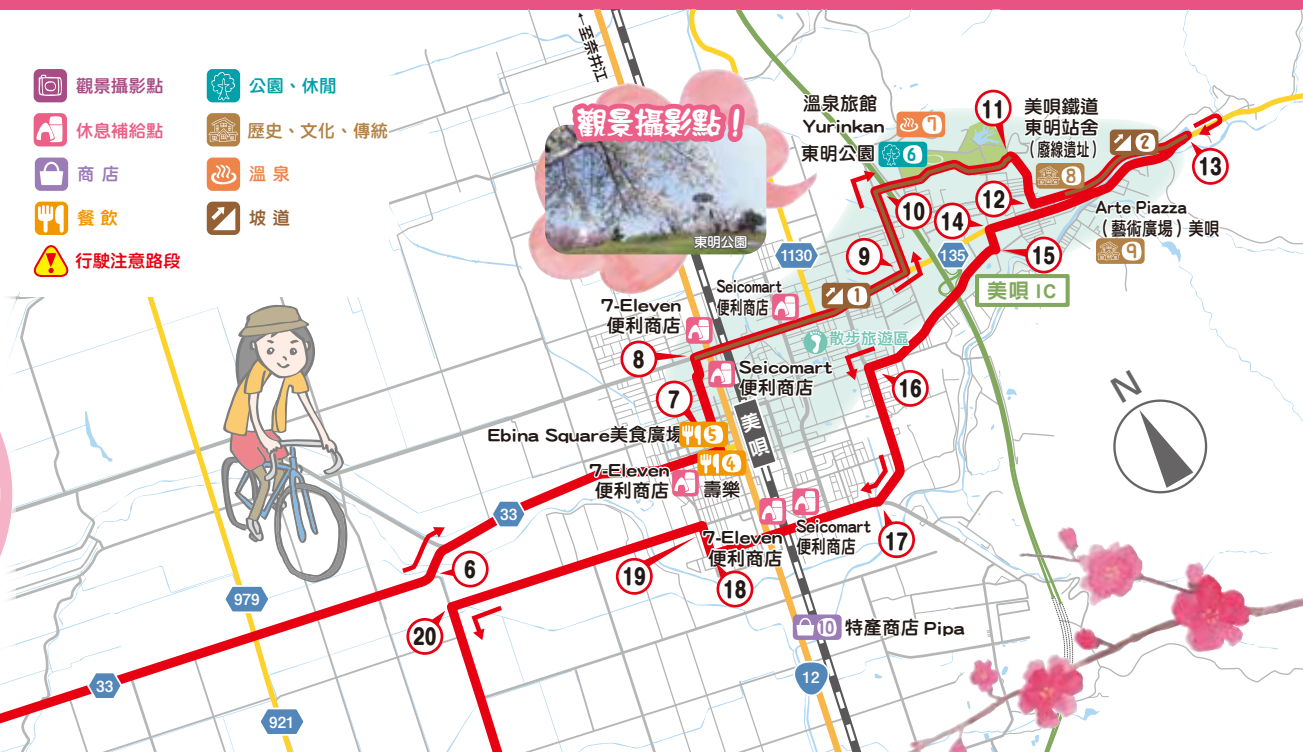 觀景攝影點
休息補給點
商店
餐飲
行駛注意路段
公園、休閒
歷史、文化、傳統
溫泉
坡道
←至奈井江
觀景攝影點!
東明公園
溫泉旅館
Yurinkan
7
東明公園
6
11
美唄鐵道
東明站舍
(廢線遺址)
8
2
13
12
10
14
Arte Piazza
(藝術廣場)美唄
9
15
135
美唄 IC
1130
9
1
Seicomart
便利商店
7-Eleven
便利商店
8
散步旅遊區
Seicomart
便利商店
7
16
美唄
Ebina Square美食廣場
5
4
壽樂
7-Eleven
便利商店
33
6
7-Eleven
便利商店
Seicomart
便利商店
17
18
19
20
979
33
921
10
特產商店 Pipa
12
N